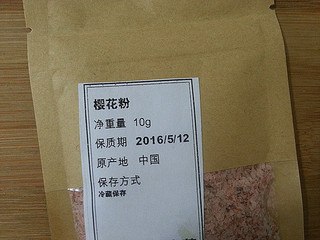 樱花粉
净重量 10g
保质期 2016/5/12
原产地 中国
保存方式
冷藏保存